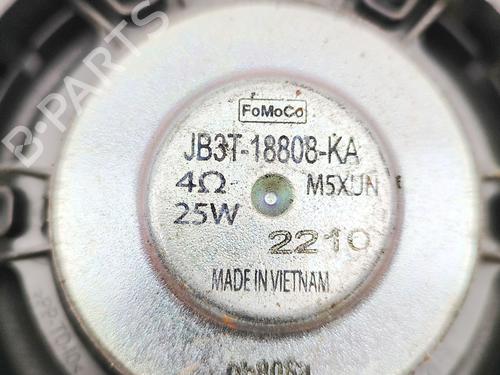 B-PARTS
FoMoCo
JB3T-18808-KA
4Ω M5XUN
25W
2210
MADE IN VIETNAM